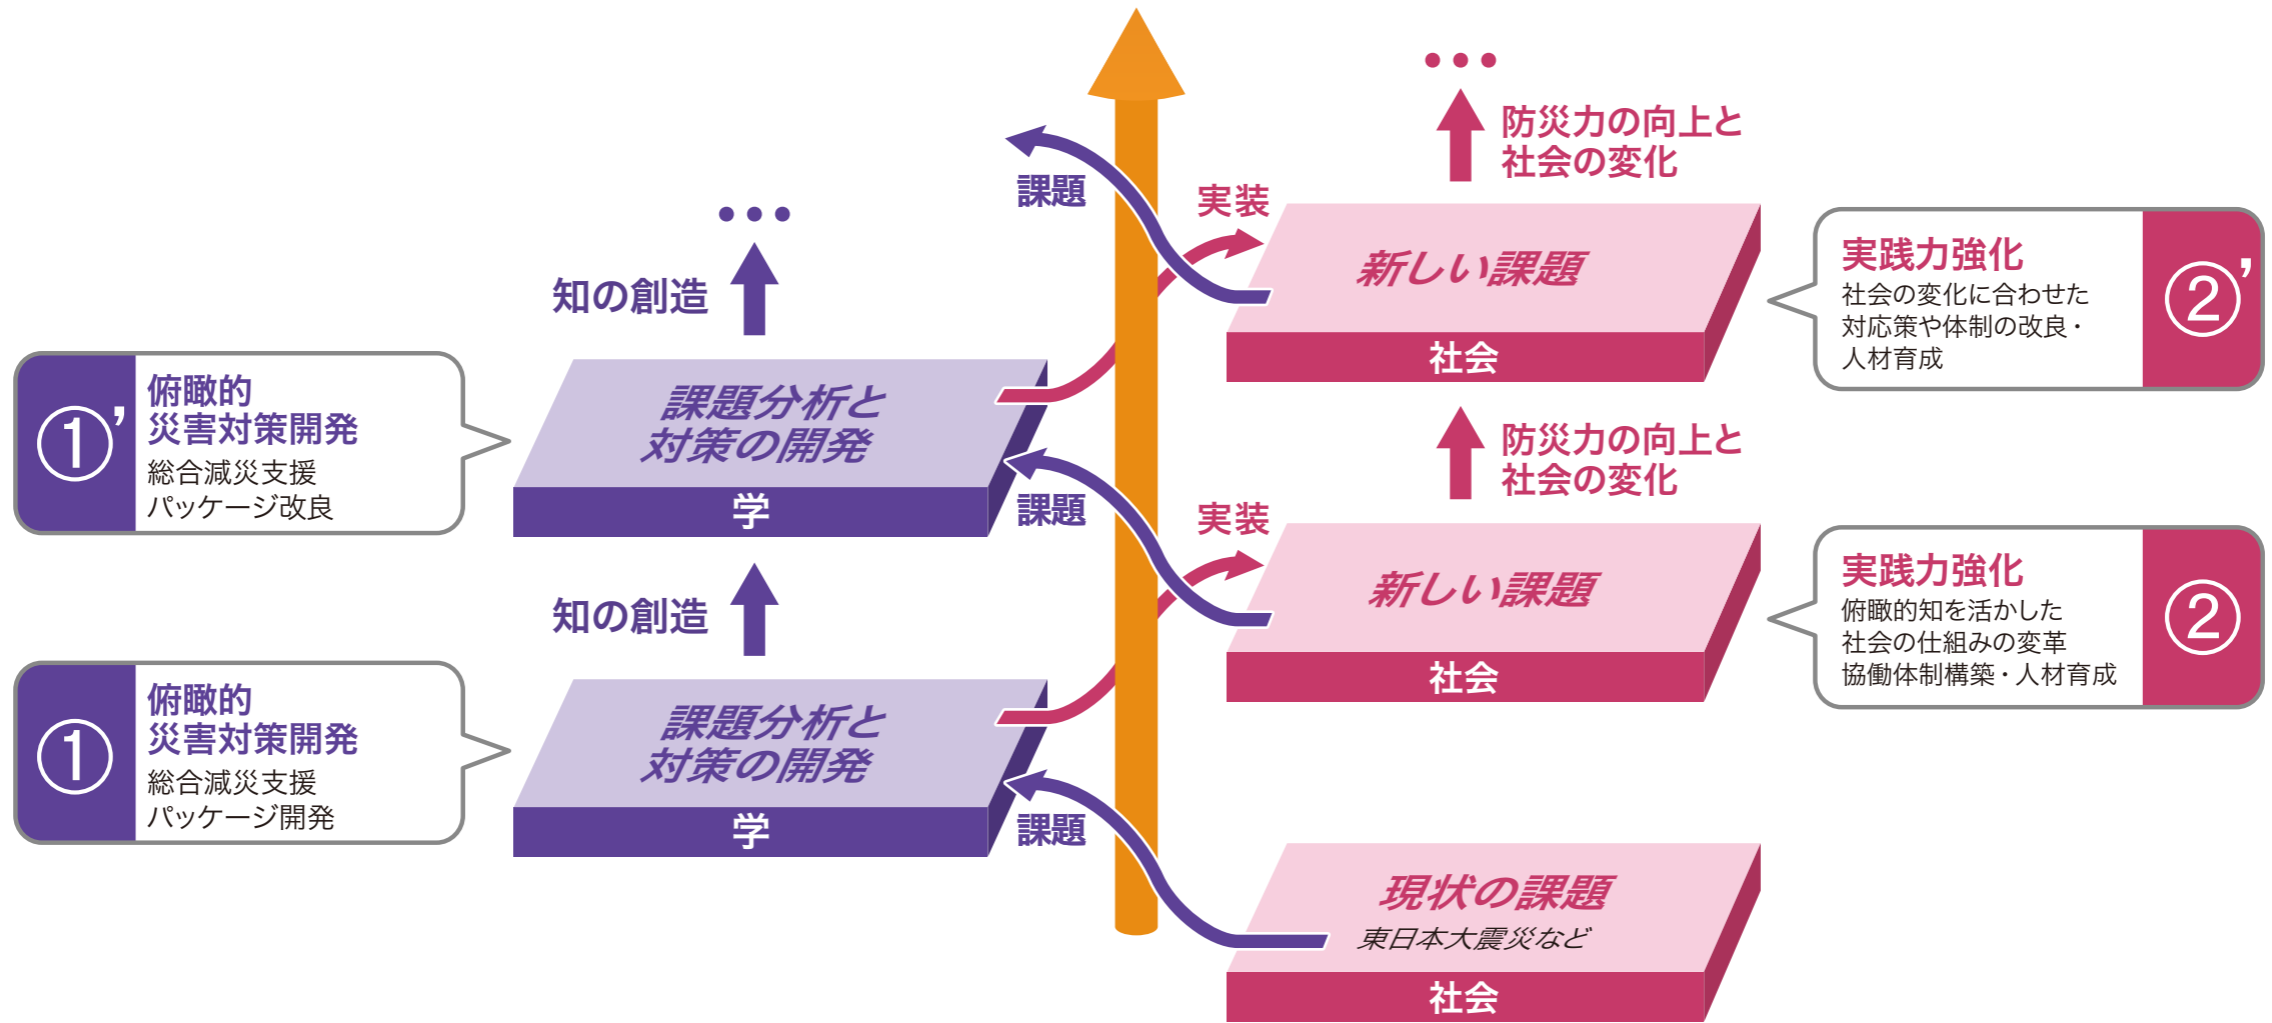 •••
防災力の向上と
社会の変化
課題
実装
新しい課題
社会
実践力強化
社会の変化に合わせた
対応策や体制の改良・
人材育成
②’
•••
知の創造
①’
俯瞰的
災害対策開発
総合減災支援
パッケージ改良
課題分析と
対策の開発
学
防災力の向上と
社会の変化
課題
実装
新しい課題
社会
実践力強化
俯瞰的知を活かした
社会の仕組みの変革
協働体制構築・人材育成
②
知の創造
①
俯瞰的
災害対策開発
総合減災支援
パッケージ開発
課題分析と
対策の開発
学
課題
現状の課題
東日本大震災など
社会